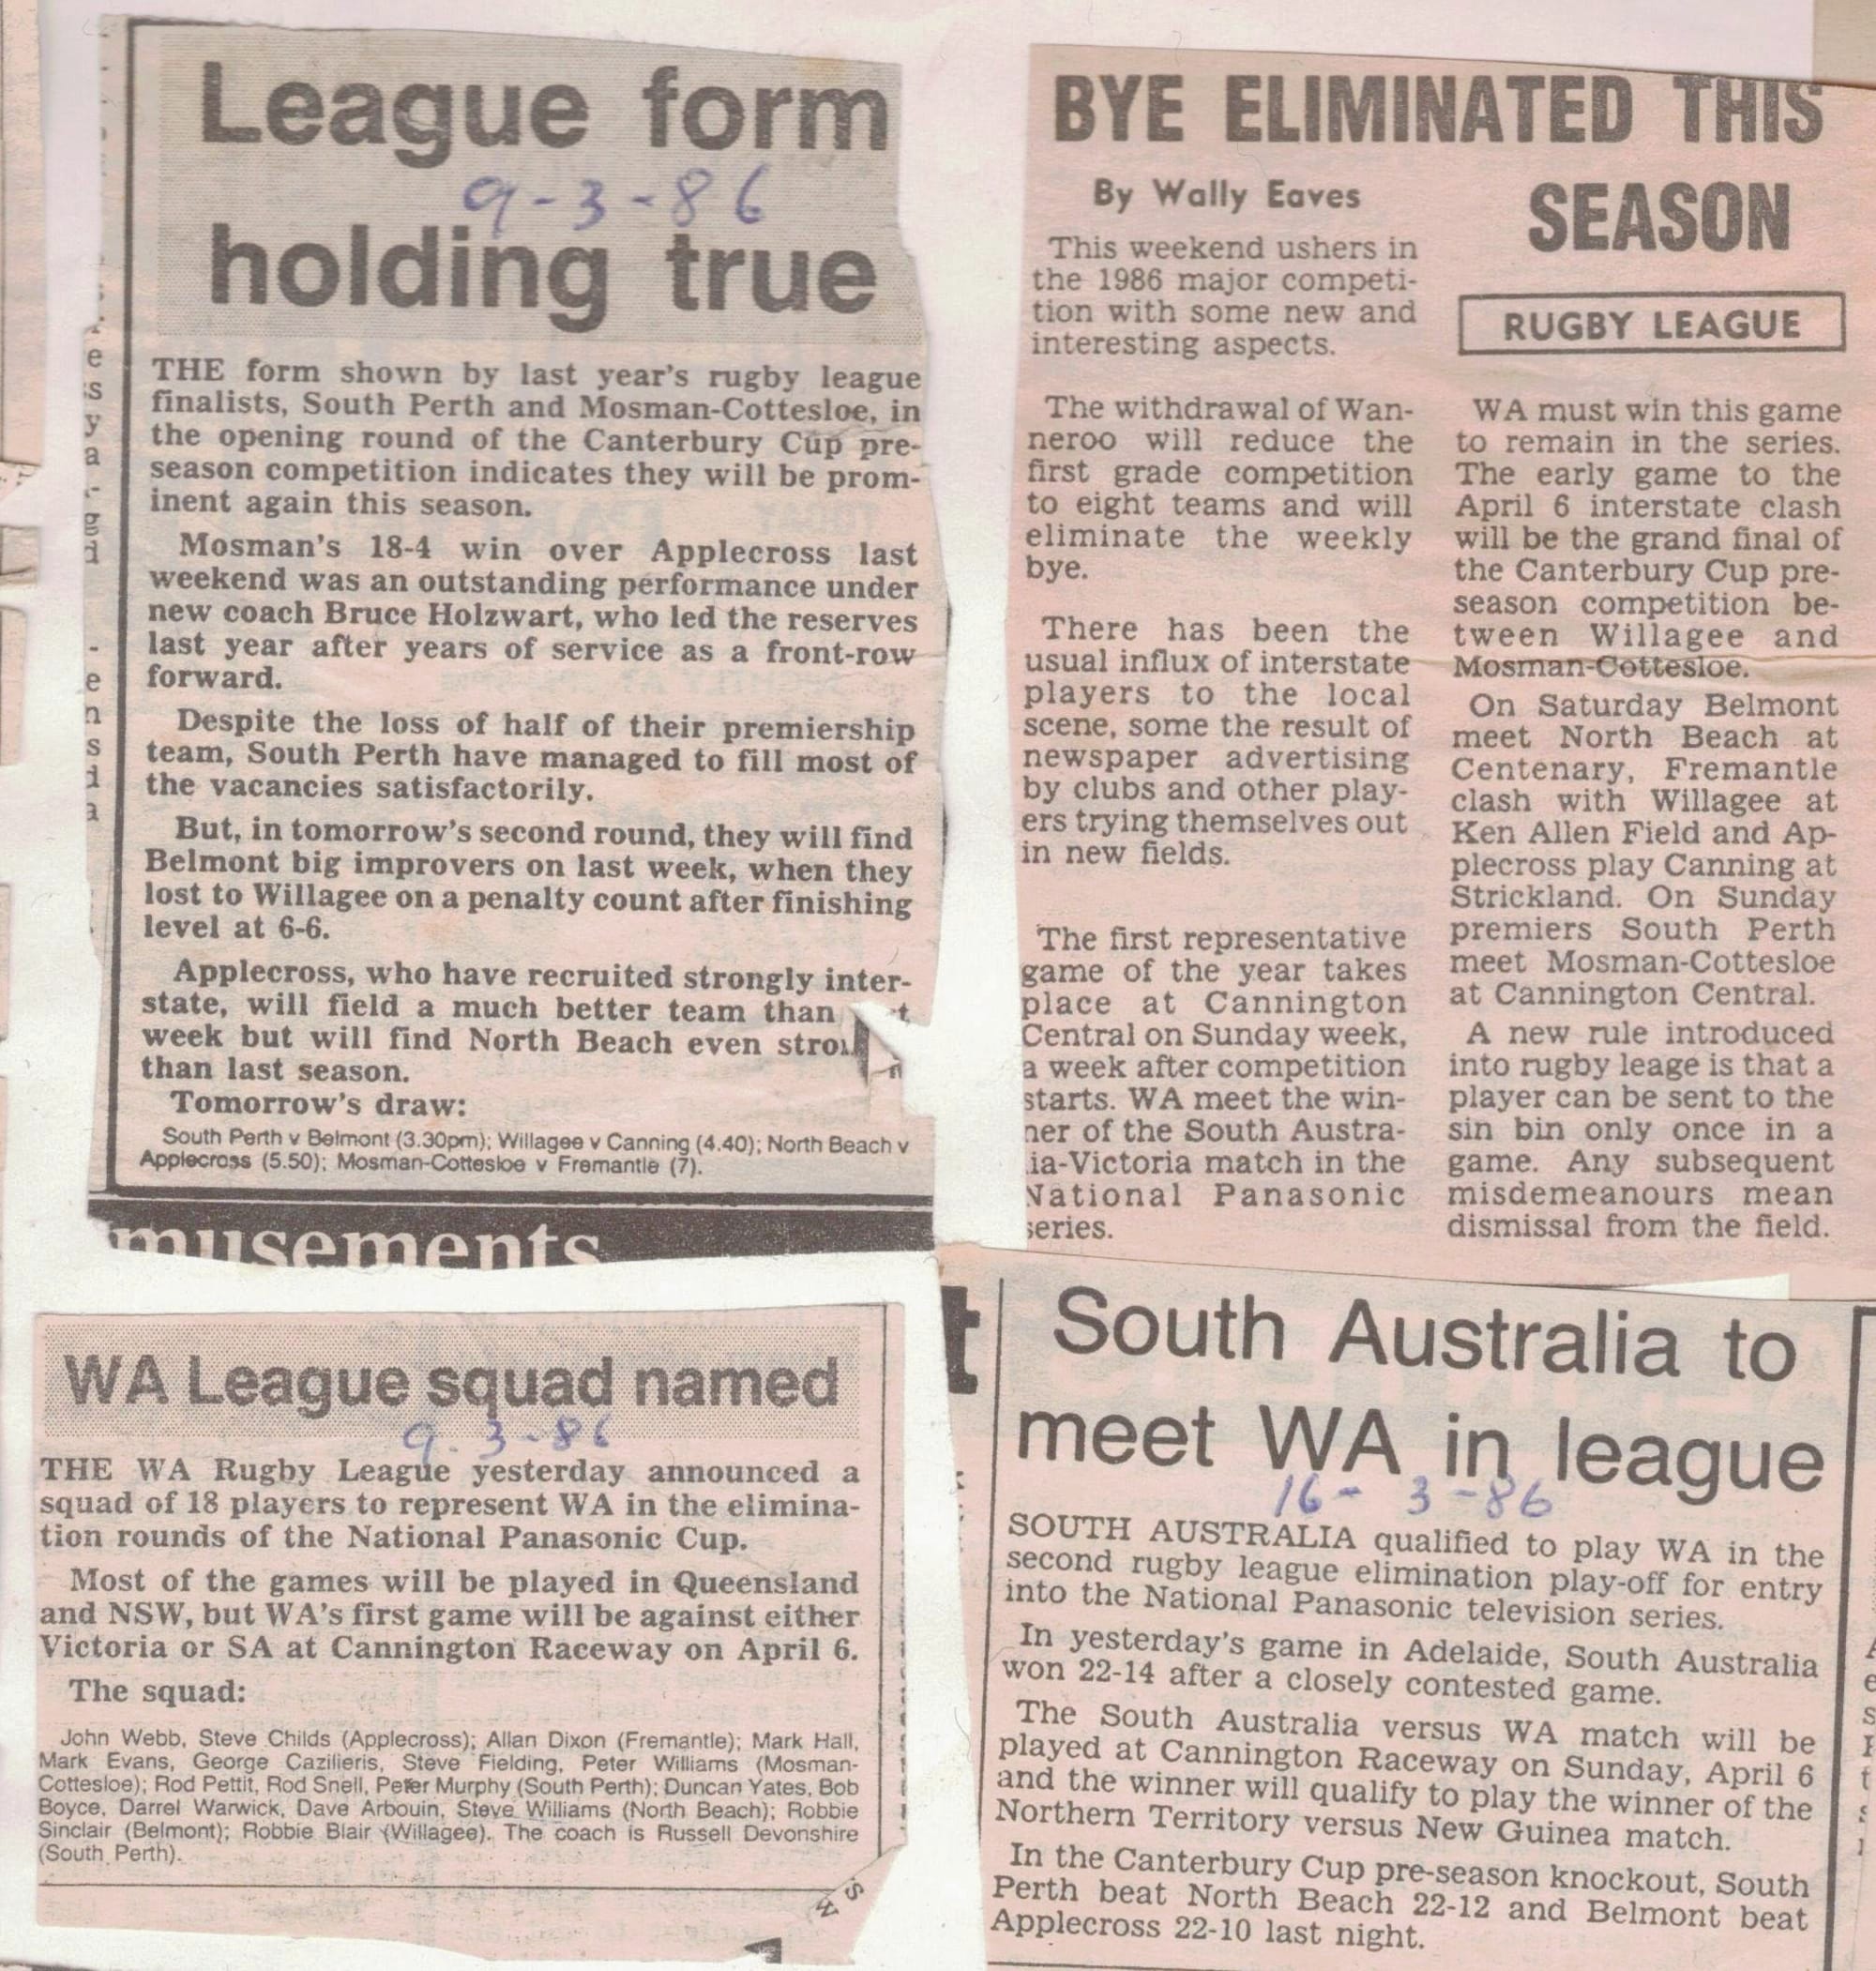 League form
9-3-86
holding true
THE form shown by last year's rugby league
finalists, South Perth and Mosman-Cottesloe, in
the opening round of the Canterbury Cup pre-
season competition indicates they will be prom-
inent again this season.
Mosman's 18-4 win over Applecross last
weekend was an outstanding performance under
new coach Bruce Holzwart, who led the reserves
last year after years of service as a front-row
forward.
Despite the loss of half of their premiership
team, South Perth have managed to fill most of
the vacancies satisfactorily.
But, in tomorrow's second round, they will find
Belmont big improvers on last week, when they
lost to Willagee on a penalty count after finishing
level at 6-6.
Applecross, who have recruited strongly inter-
state, will field a much better team than
week but will find North Beach even
than last season.
Tomorrow's draw:
South Perth v Belmont (3.30pm); Willagee v Canning (4.40); North Beach v
Applecross (5.50); Mosman-Cottesloe v Fremantle (7).
musements
BYE ELIMINATED THIS
SEASON
By Wally Eaves
RUGBY LEAGUE
This weekend ushers in
the 1986 major competi-
tion with some new and
interesting aspects.
The withdrawal of Wan-
neroo will reduce the
first grade competition
to eight teams and will
eliminate the weekly
bye.
There has been the
usual influx of interstate
players to the local
scene, some the result of
newspaper advertising
by clubs and other play-
ers trying themselves out
in new fields.
The first representative
game of the year takes
place at Cannington
Central on Sunday week,
a week after competition
starts. WA meet the win-
ner of the South Austra-
ia-Victoria match in the
National Panasonic
series.
WA must win this game
to remain in the series.
The early game to the
April 6 interstate clash
will be the grand final of
the Canterbury Cup pre-
season competition be-
tween Willagee and
Mosman-Cottesloe.
On Saturday Belmont
meet North Beach at
Centenary, Fremantle
clash with Willagee at
Ken Allen Field and Ap-
plecross play Canning at
Strickland. On Sunday
premiers South Perth
meet Mosman-Cottesloe
at Cannington Central.
A new rule introduced
into rugby leage is that a
player can be sent to the
sin bin only once in a
game. Any subsequent
misdemeanours mean
dismissal from the field.
WA League squad named
9-3-86
THE WA Rugby League yesterday announced a
squad of 18 players to represent WA in the elimina-
tion rounds of the National Panasonic Cup.
Most of the games will be played in Queensland
and NSW, but WA's first game will be against either
Victoria or SA at Cannington Raceway on April 6.
The squad:
John Webb, Steve Childs (Applecross); Allan Dixon (Fremantle); Mark Hall,
Mark Evans, George Cazilieris, Steve Fielding, Peter Williams (Mosman-
Cottesloe); Rod Pettit, Rod Snell, Peter Murphy (South Perth); Duncan Yates, Bob
Boyce, Darrel Warwick, Dave Arbouin, Steve Williams (North Beach); Robbie
Sinclair (Belmont); Robbie Blair (Willagee). The coach is Russell Devonshire
(South Perth).
South Australia to
meet WA in league
16-3-86
SOUTH AUSTRALIA qualified to play WA in the
second rugby league elimination play-off for entry
into the National Panasonic television series.
In yesterday's game in Adelaide, South Australia
won 22-14 after a closely contested game.
The South Australia versus WA match will be
played at Cannington Raceway on Sunday, April 6
and the winner will qualify to play the winner of the
Northern Territory versus New Guinea match.
In the Canterbury Cup pre-season knockout, South
Perth beat North Beach 22-12 and Belmont beat
Applecross 22-10 last night.